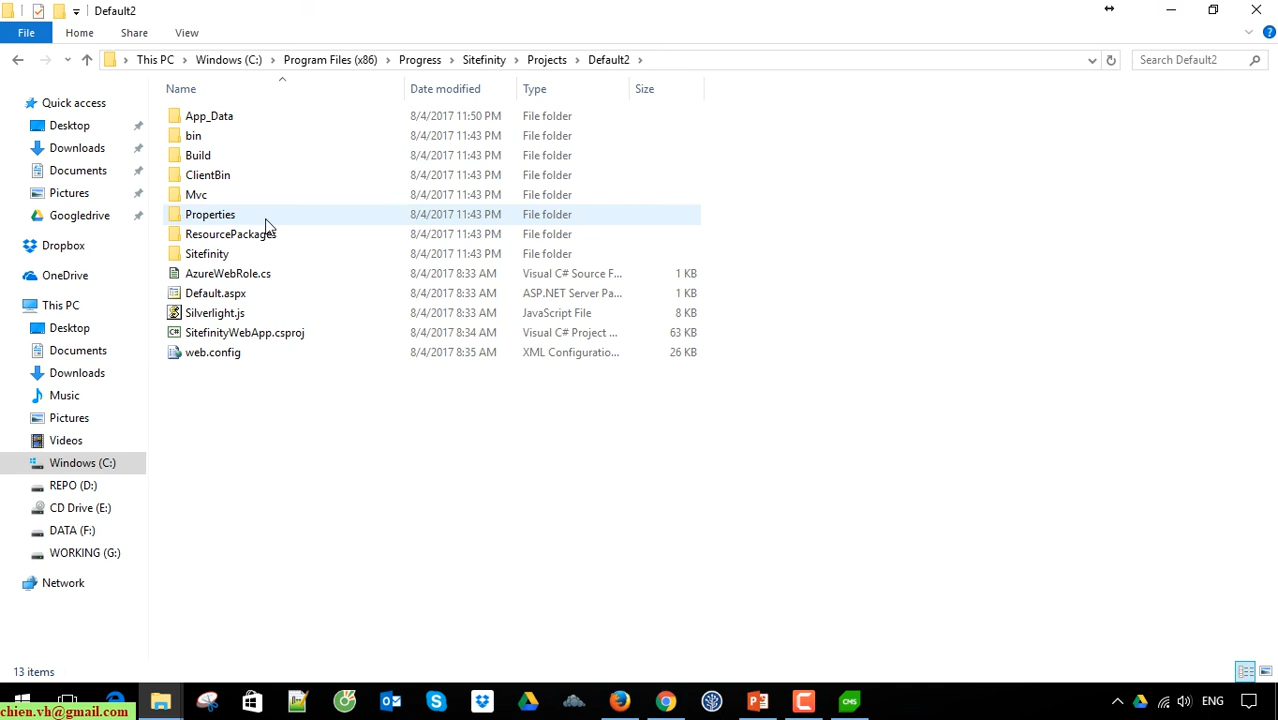 Default2
File Home Share View
This PC Windows (C:) Program Files (x86) Progress Sitefinity Projects Default2
Search Default2
Name Date modified Type Size
Quick access
Desktop
Downloads
Documents
Pictures
Googledrive
Dropbox
OneDrive
This PC
Desktop
Documents
Downloads
Music
Pictures
Videos
Windows (C:)
REPO (D:)
CD Drive (E:)
DATA (F:)
WORKING (G:)
Network
App_Data 8/4/2017 11:50 PM File folder
bin 8/4/2017 11:43 PM File folder
Build 8/4/2017 11:43 PM File folder
ClientBin 8/4/2017 11:43 PM File folder
Mvc 8/4/2017 11:43 PM File folder
Properties 8/4/2017 11:43 PM File folder
ResourcePackages 8/4/2017 11:43 PM File folder
Sitefinity 8/4/2017 11:43 PM File folder
AzureWebRole.cs 8/4/2017 8:33 AM Visual C# Source F... 1 KB
Default.aspx 8/4/2017 8:33 AM ASP.NET Server Pa... 1 KB
Silverlight.js 8/4/2017 8:33 AM JavaScript File 8 KB
SitefinityWebApp.csproj 8/4/2017 8:34 AM Visual C# Project ... 63 KB
web.config 8/4/2017 8:35 AM XML Configuratio... 26 KB
13 items
chien.vh@gmail.com
CMS
ENG